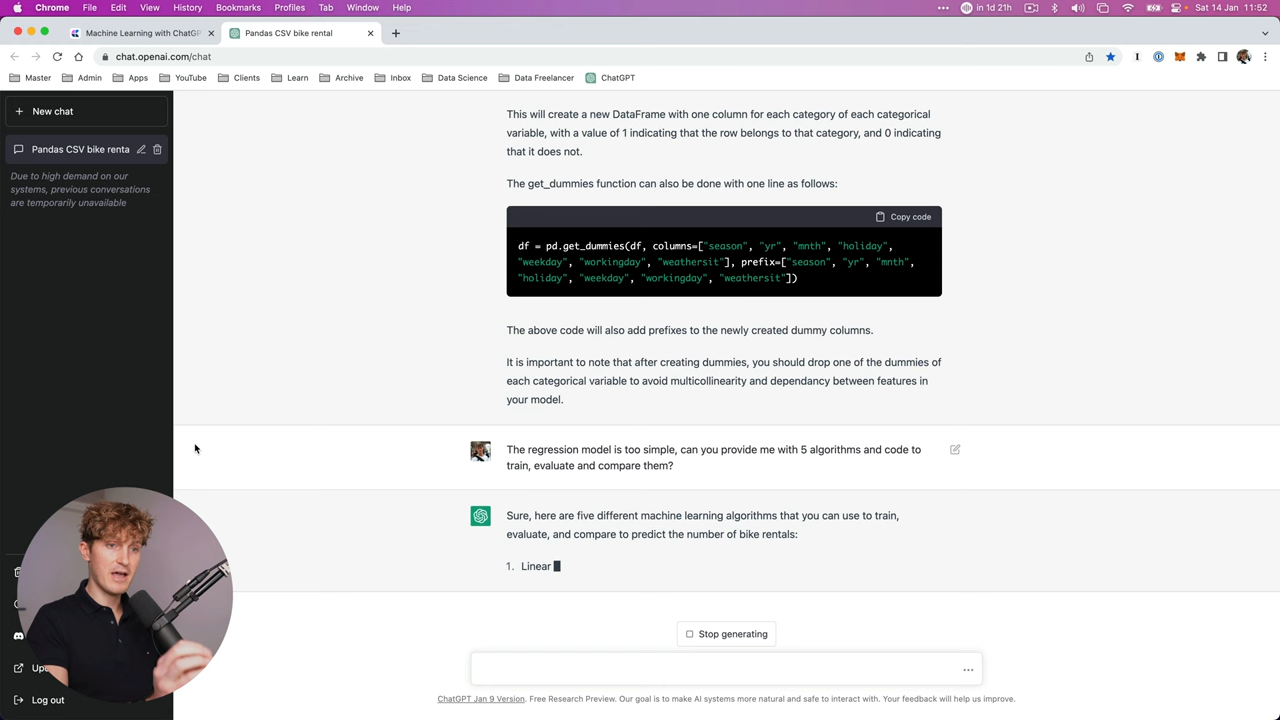 Chrome File Edit View History Bookmarks Profiles Tab Window Help
in 1d 21h
Sat 14 Jan 11:52
Machine Learning with ChatGP
Pandas CSV bike rental
chat.openai.com/chat
Master Admin Apps YouTube Clients Learn Archive Inbox Data Science Data Freelancer ChatGPT
New chat
Pandas CSV bike renta
Due to high demand on our
systems, previous conversations
are temporarily unavailable
This will create a new DataFrame with one column for each category of each categorical
variable, with a value of 1 indicating that the row belongs to that category, and 0 indicating
that it does not.
The get_dummies function can also be done with one line as follows:
Copy code
df = pd.get_dummies(df, columns=["season", "yr", "mnth", "holiday",
"weekday", "workingday", "weathersit"], prefix=["season", "yr", "mnth",
"holiday", "weekday", "workingday", "weathersit"])
The above code will also add prefixes to the newly created dummy columns.
It is important to note that after creating dummies, you should drop one of the dummies of
each categorical variable to avoid multicollinearity and dependancy between features in
your model.
The regression model is too simple, can you provide me with 5 algorithms and code to
train, evaluate and compare them?
Sure, here are five different machine learning algorithms that you can use to train,
evaluate, and compare to predict the number of bike rentals:
1. Linear
Stop generating
Log out
ChatGPT Jan 9 Version. Free Research Preview. Our goal is to make AI systems more natural and safe to interact with. Your feedback will help us improve.